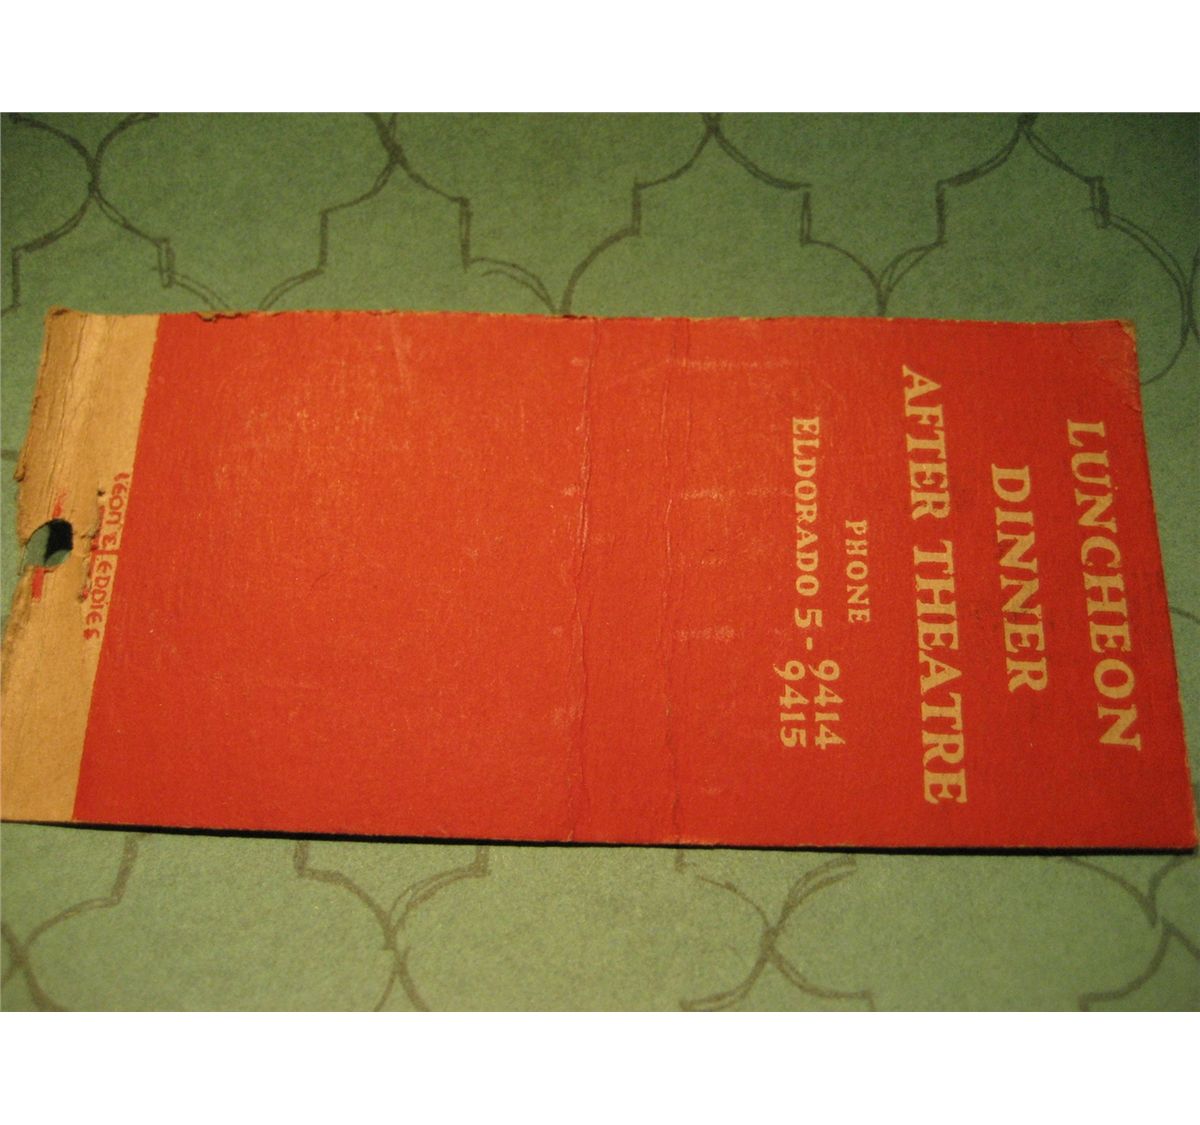 LUNCHEON
DINNER
AFTER THEATRE
PHONE
ELDORADO 5-9414
9415
LEON & EDDIES